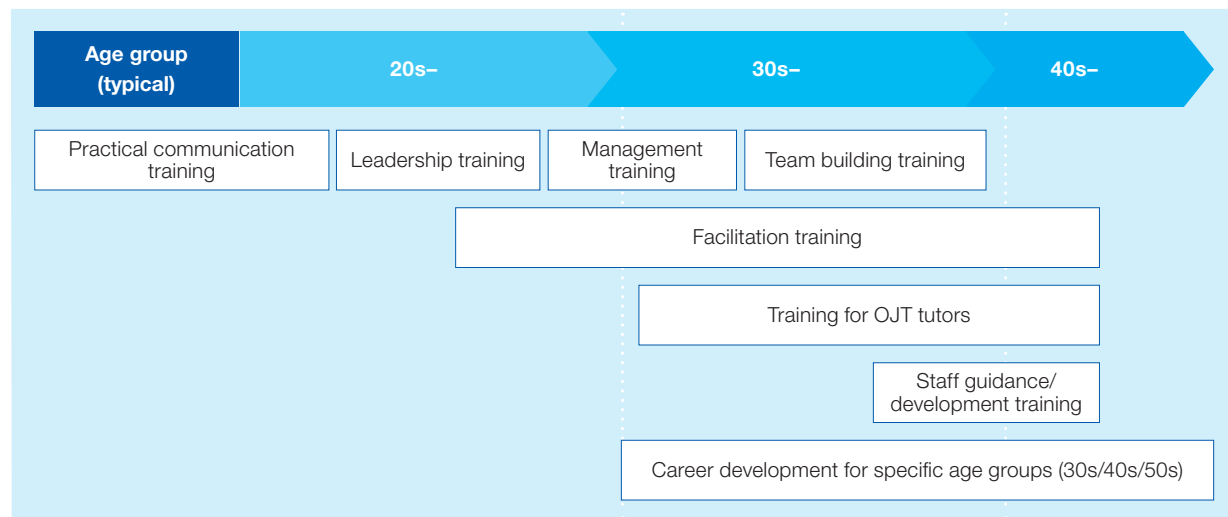 Age group
(typical)
20s–
30s–
40s–
Practical communication
training
Leadership training
Management
training
Team building training
Facilitation training
Training for OJT tutors
Staff guidance/
development training
Career development for specific age groups (30s/40s/50s)